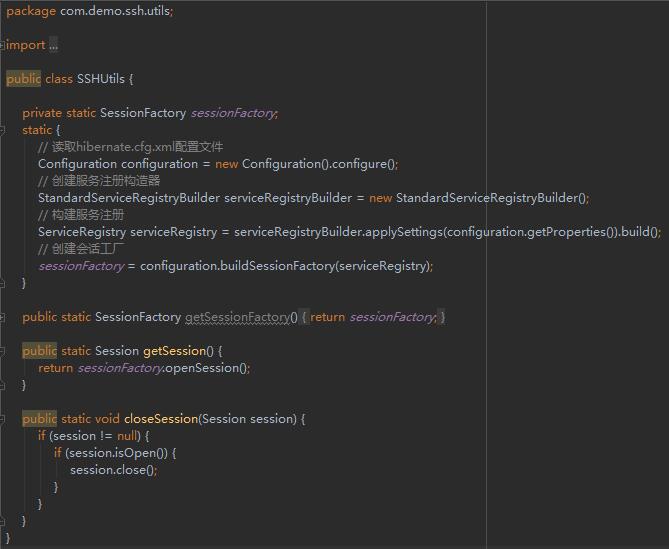 package com.demo.ssh.utils;
import ...
public class SSHUtils {
private static SessionFactory sessionFactory;
static {
// 读取hibernate.cfg.xml配置文件
Configuration configuration = new Configuration().configure();
// 创建服务注册构造器
StandardServiceRegistryBuilder serviceRegistryBuilder = new StandardServiceRegistryBuilder();
// 构建服务注册
ServiceRegistry serviceRegistry = serviceRegistryBuilder.applySettings(configuration.getProperties()).build();
// 创建会话工厂
sessionFactory = configuration.buildSessionFactory(serviceRegistry);
}
public static SessionFactory getSessionFactory() { return sessionFactory; }
public static Session getSession() {
return sessionFactory.openSession();
}
public static void closeSession(Session session) {
if (session != null) {
if (session.isOpen()) {
session.close();
}
}
}
}